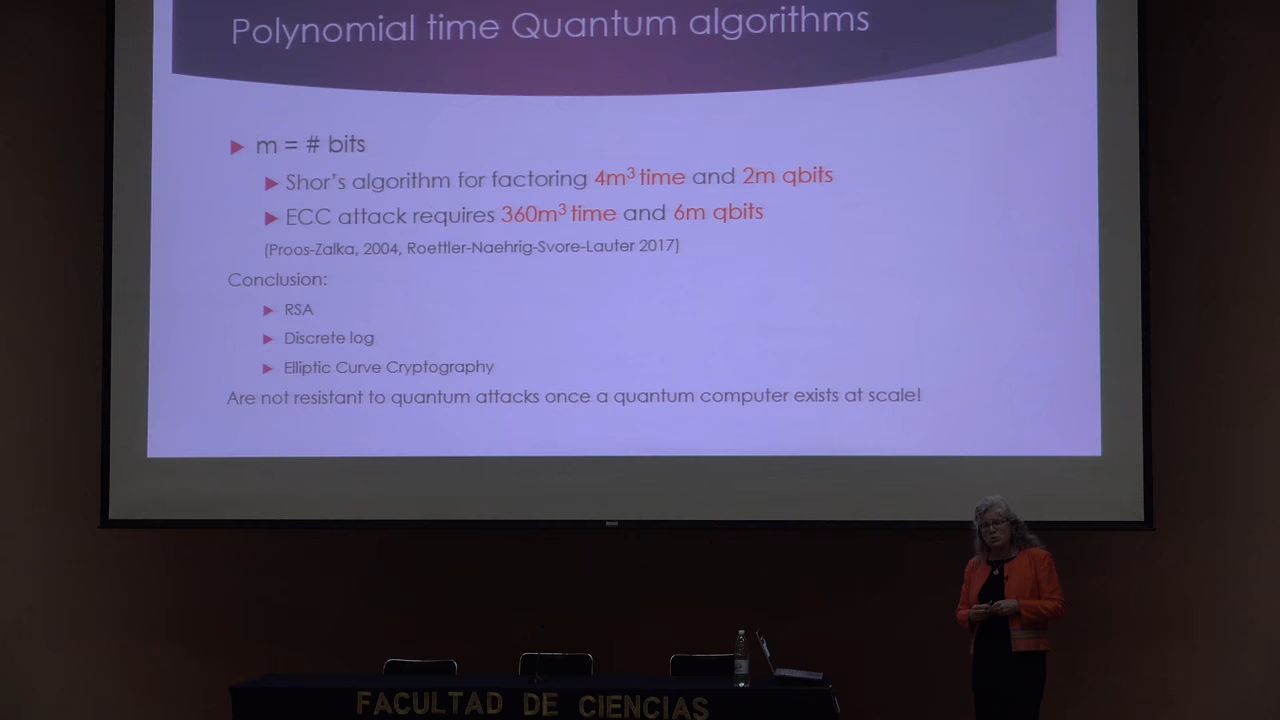 Polynomial time Quantum algorithms
m = # bits
Shor's algorithm for factoring 4m³ time and 2m qbits
ECC attack requires 360m³ time and 6m qbits
(Proos-Zalka, 2004, Roettler-Naehrig-Svore-Lauter 2017)
Conclusion:
RSA
Discrete log
Elliptic Curve Cryptography
Are not resistant to quantum attacks once a quantum computer exists at scale!
FACULTAD DE CIENCIAS